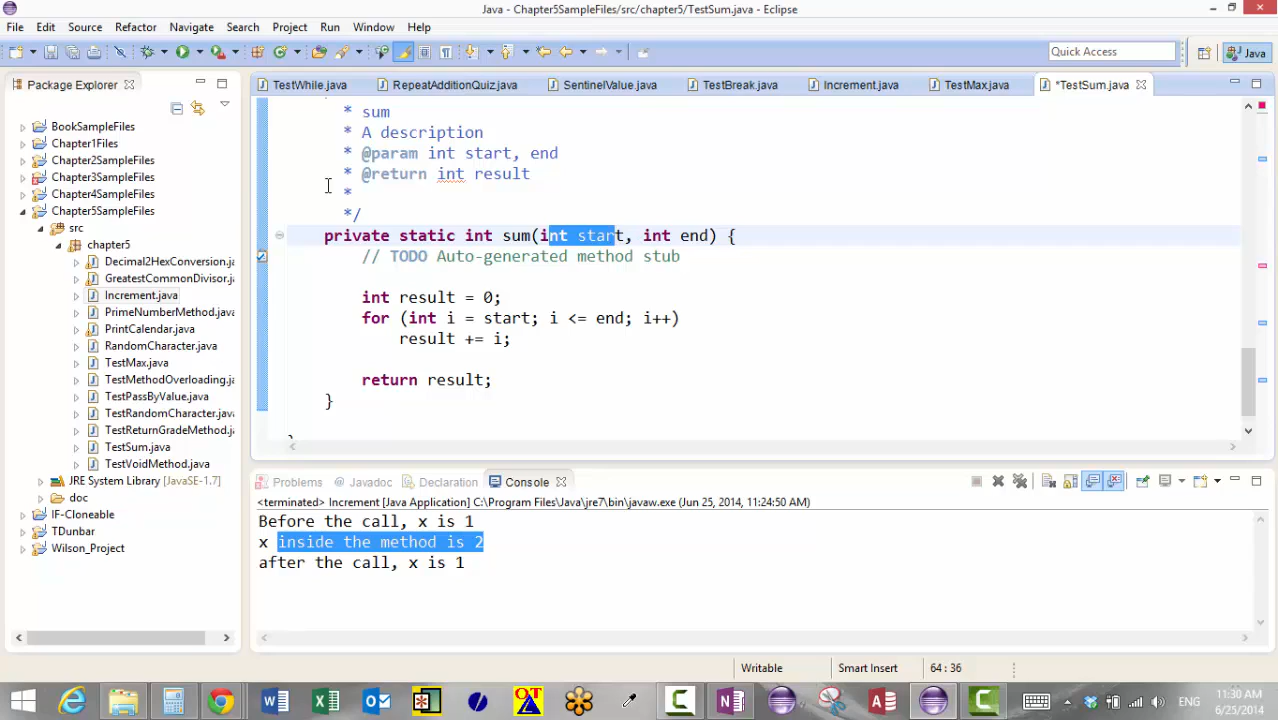 Java - Chapter5SampleFiles/src/chapter5/TestSum.java - Eclipse
File Edit Source Refactor Navigate Search Project Run Window Help
Quick Access
Java
Package Explorer
TestWhile.java
RepeatAdditionQuiz.java
SentinelValue.java
TestBreak.java
Increment.java
TestMax.java
*TestSum.java
BookSampleFiles
Chapter1Files
Chapter2SampleFiles
Chapter3SampleFiles
Chapter4SampleFiles
Chapter5SampleFiles
src
chapter5
Decimal2HexConversion.ja
GreatestCommonDivisor.ja
Increment.java
PrimeNumberMethod.java
PrintCalendar.java
RandomCharacter.java
TestMax.java
TestMethodOverloading.ja
TestPassByValue.java
TestRandomCharacter.java
TestReturnGradeMethod.ja
TestSum.java
TestVoidMethod.java
JRE System Library [JavaSE-1.7]
doc
IF-Cloneable
TDunbar
Wilson_Project
* sum
* A description
* @param int start, end
* @return int result
*
*/
private static int sum(int start, int end) {
// TODO Auto-generated method stub
int result = 0;
for (int i = start; i <= end; i++)
result += i;
return result;
}
Problems Javadoc Declaration Console
<terminated> Increment [Java Application] C:\Program Files\Java\jre7\bin\javaw.exe (Jun 25, 2014, 11:24:50 AM)
Before the call, x is 1
x inside the method is 2
after the call, x is 1
Writable
Smart Insert
64 : 36
ENG
11:30 AM
6/25/2014